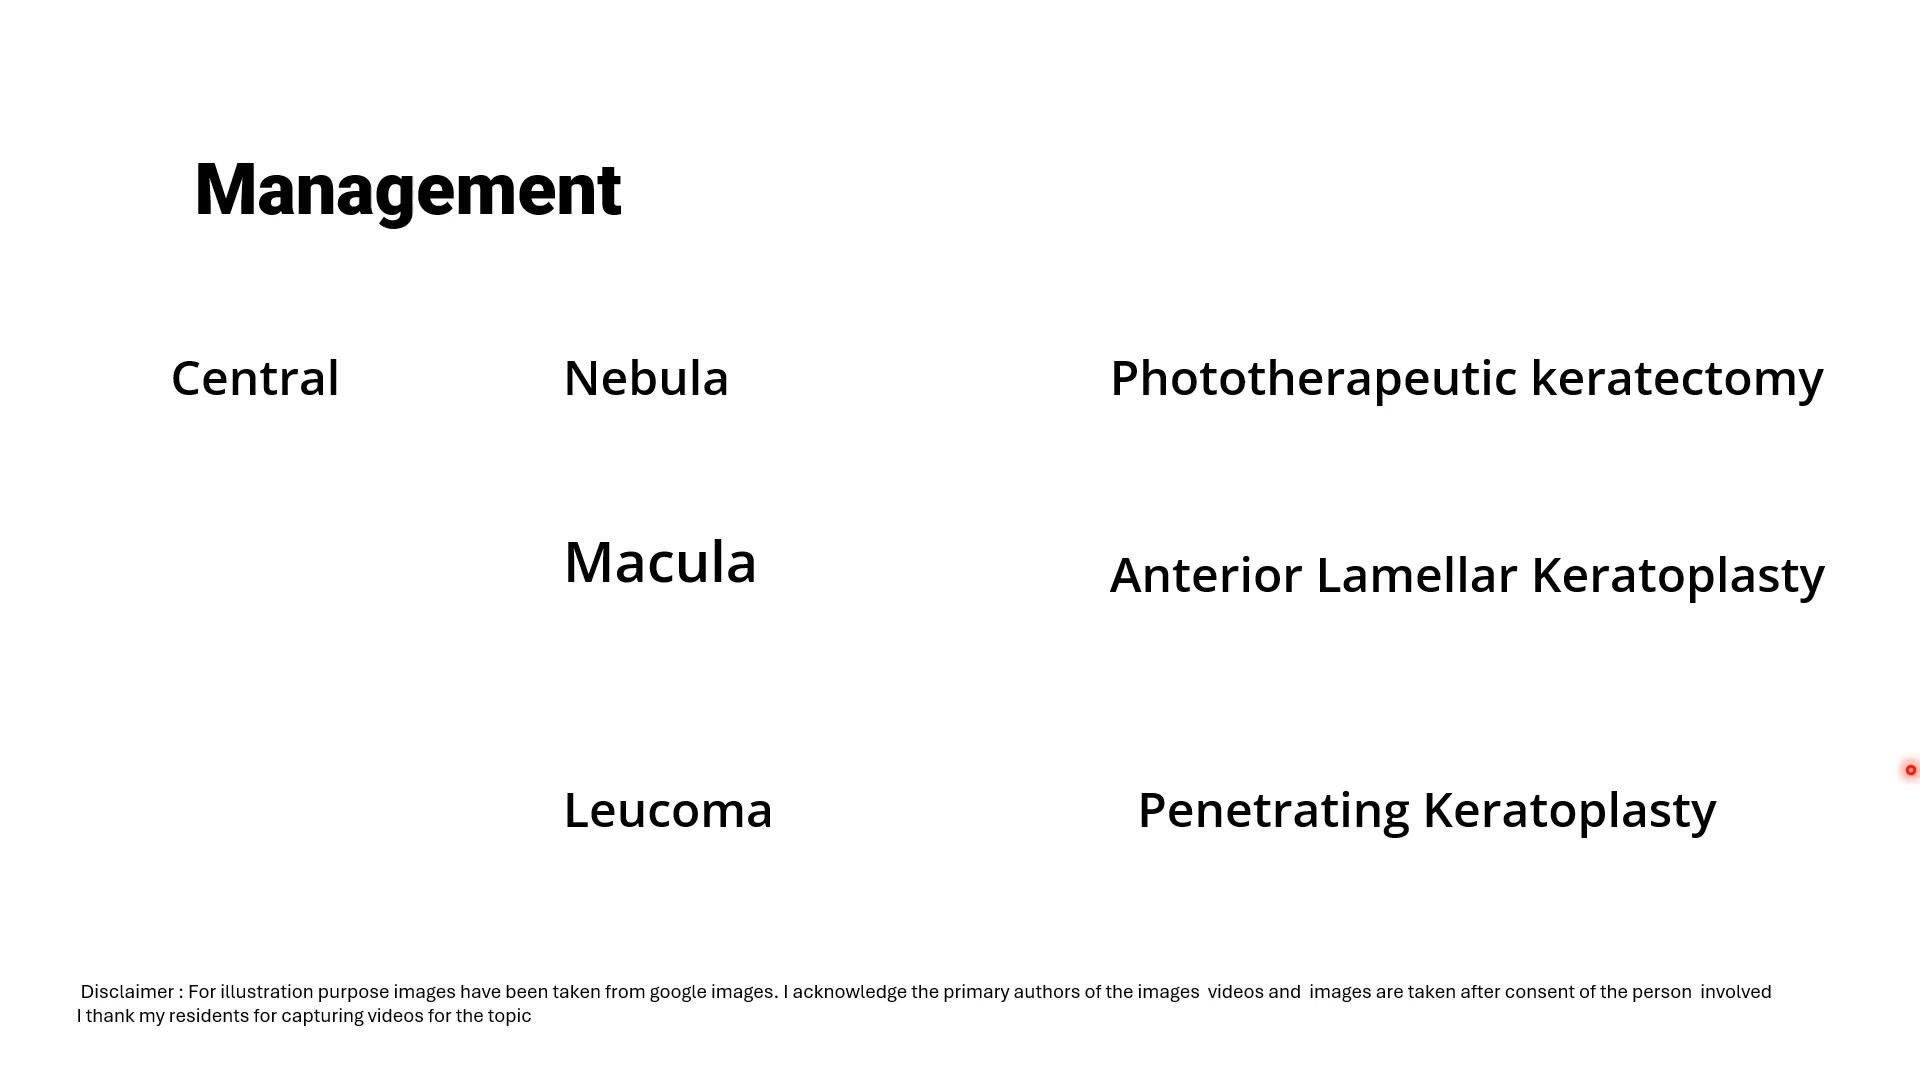 Management
Central Nebula Phototherapeutic keratectomy
Macula Anterior Lamellar Keratoplasty
Leucoma Penetrating Keratoplasty
Disclaimer : For illustration purpose images have been taken from google images. I acknowledge the primary authors of the images videos and images are taken after consent of the person involved
I thank my residents for capturing videos for the topic